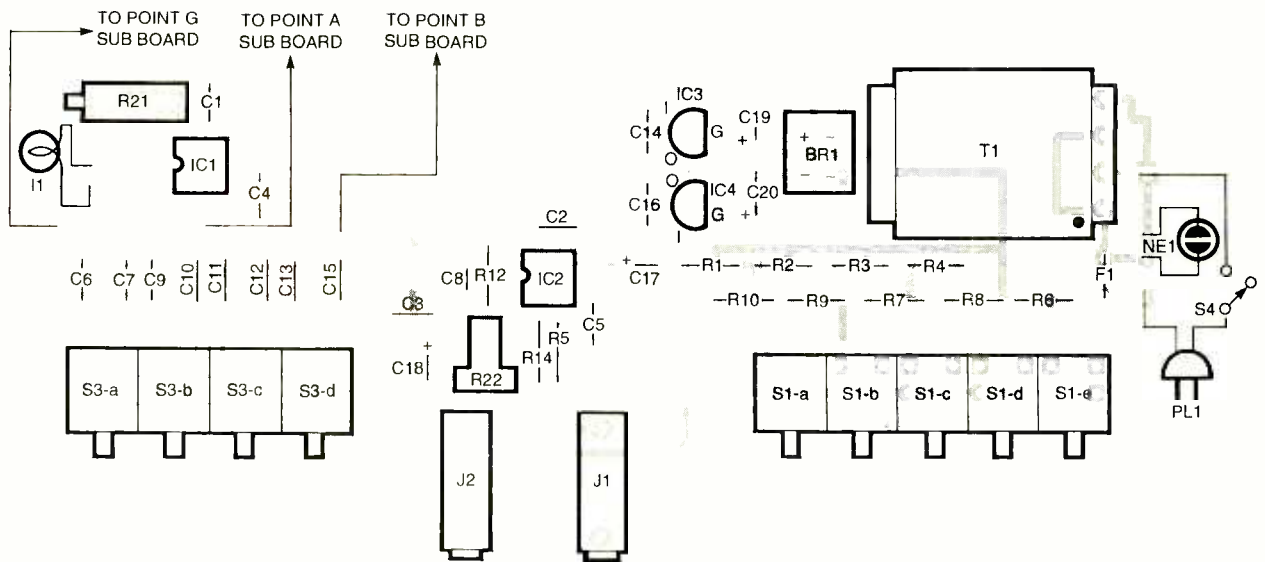 TO POINT G
SUB BOARD
TO POINT A
SUB BOARD
TO POINT B
SUB BOARD
R21
C1
I1
IC1
C4
IC3
C14
I
G
C19
+
O
BR1
+ ~
− ~
T1
O
IC4
C16
G
C20
+
I
C2
NE1
C6
C7
C9
C10
C11
C12
C13
C15
C8
R12
IC2
+
C17
R1
R2
R3
R4
F1
C3
R10
R9
R7
R8
R6
S4
C5
+
C18
R22
R14
R5
S3-a
S3-b
S3-c
S3-d
S1-a
S1-b
S1-c
S1-d
S1-e
PL1
J2
J1